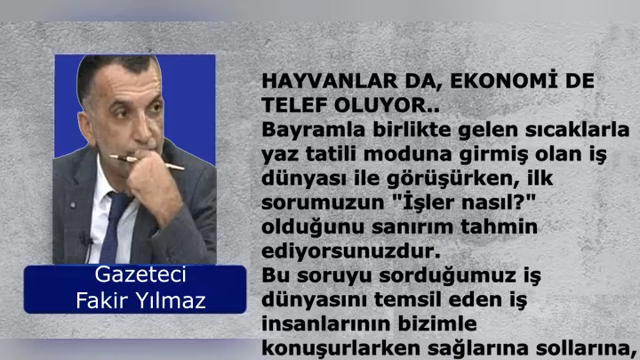 HAYVANLAR DA, EKONOMİ DE
TELEF OLUYOR..
Bayramla birlikte gelen sıcaklarla
yaz tatili moduna girmiş olan iş
dünyası ile görüşürken, ilk
sorumuzun "İşler nasıl?"
olduğunu sanırım tahmin
ediyorsunuzdur.
Bu soruyu sorduğumuz iş
dünyasını temsil eden iş
insanlarının bizimle
konuşurlarken sağlarına sollarına,
Gazeteci
Fakir Yılmaz